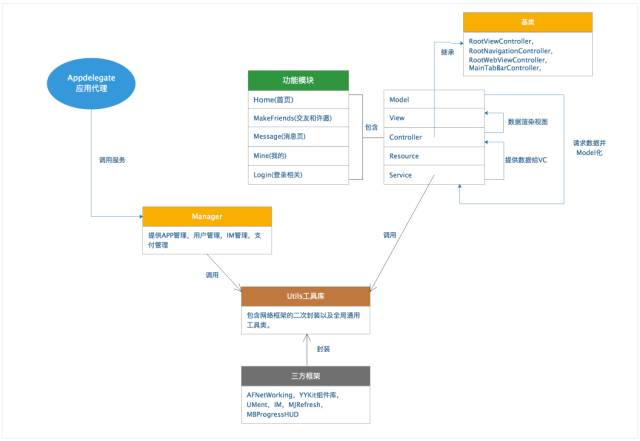 基类
RootViewController,
RootNavigationController,
RootWebViewController,
MainTabBarController,
继承
Appdelegate
应用代理
功能模块
Home(首页)
MakeFriends(交友和许愿)
Message(消息页)
Mine(我的)
Login(登录相关)
包含
Model
View
Controller
Resource
Service
数据渲染视图
提供数据给VC
请求数据并
Model化
调用服务
Manager
提供APP管理，用户管理，IM管理，支
付管理
调用
调用
Utils工具库
包含网络框架的二次封装以及全局通用
工具类。
封装
三方框架
AFNetWorking，YYKit组件库，
UMent，IM，MJRefresh，
MBProgressHUD